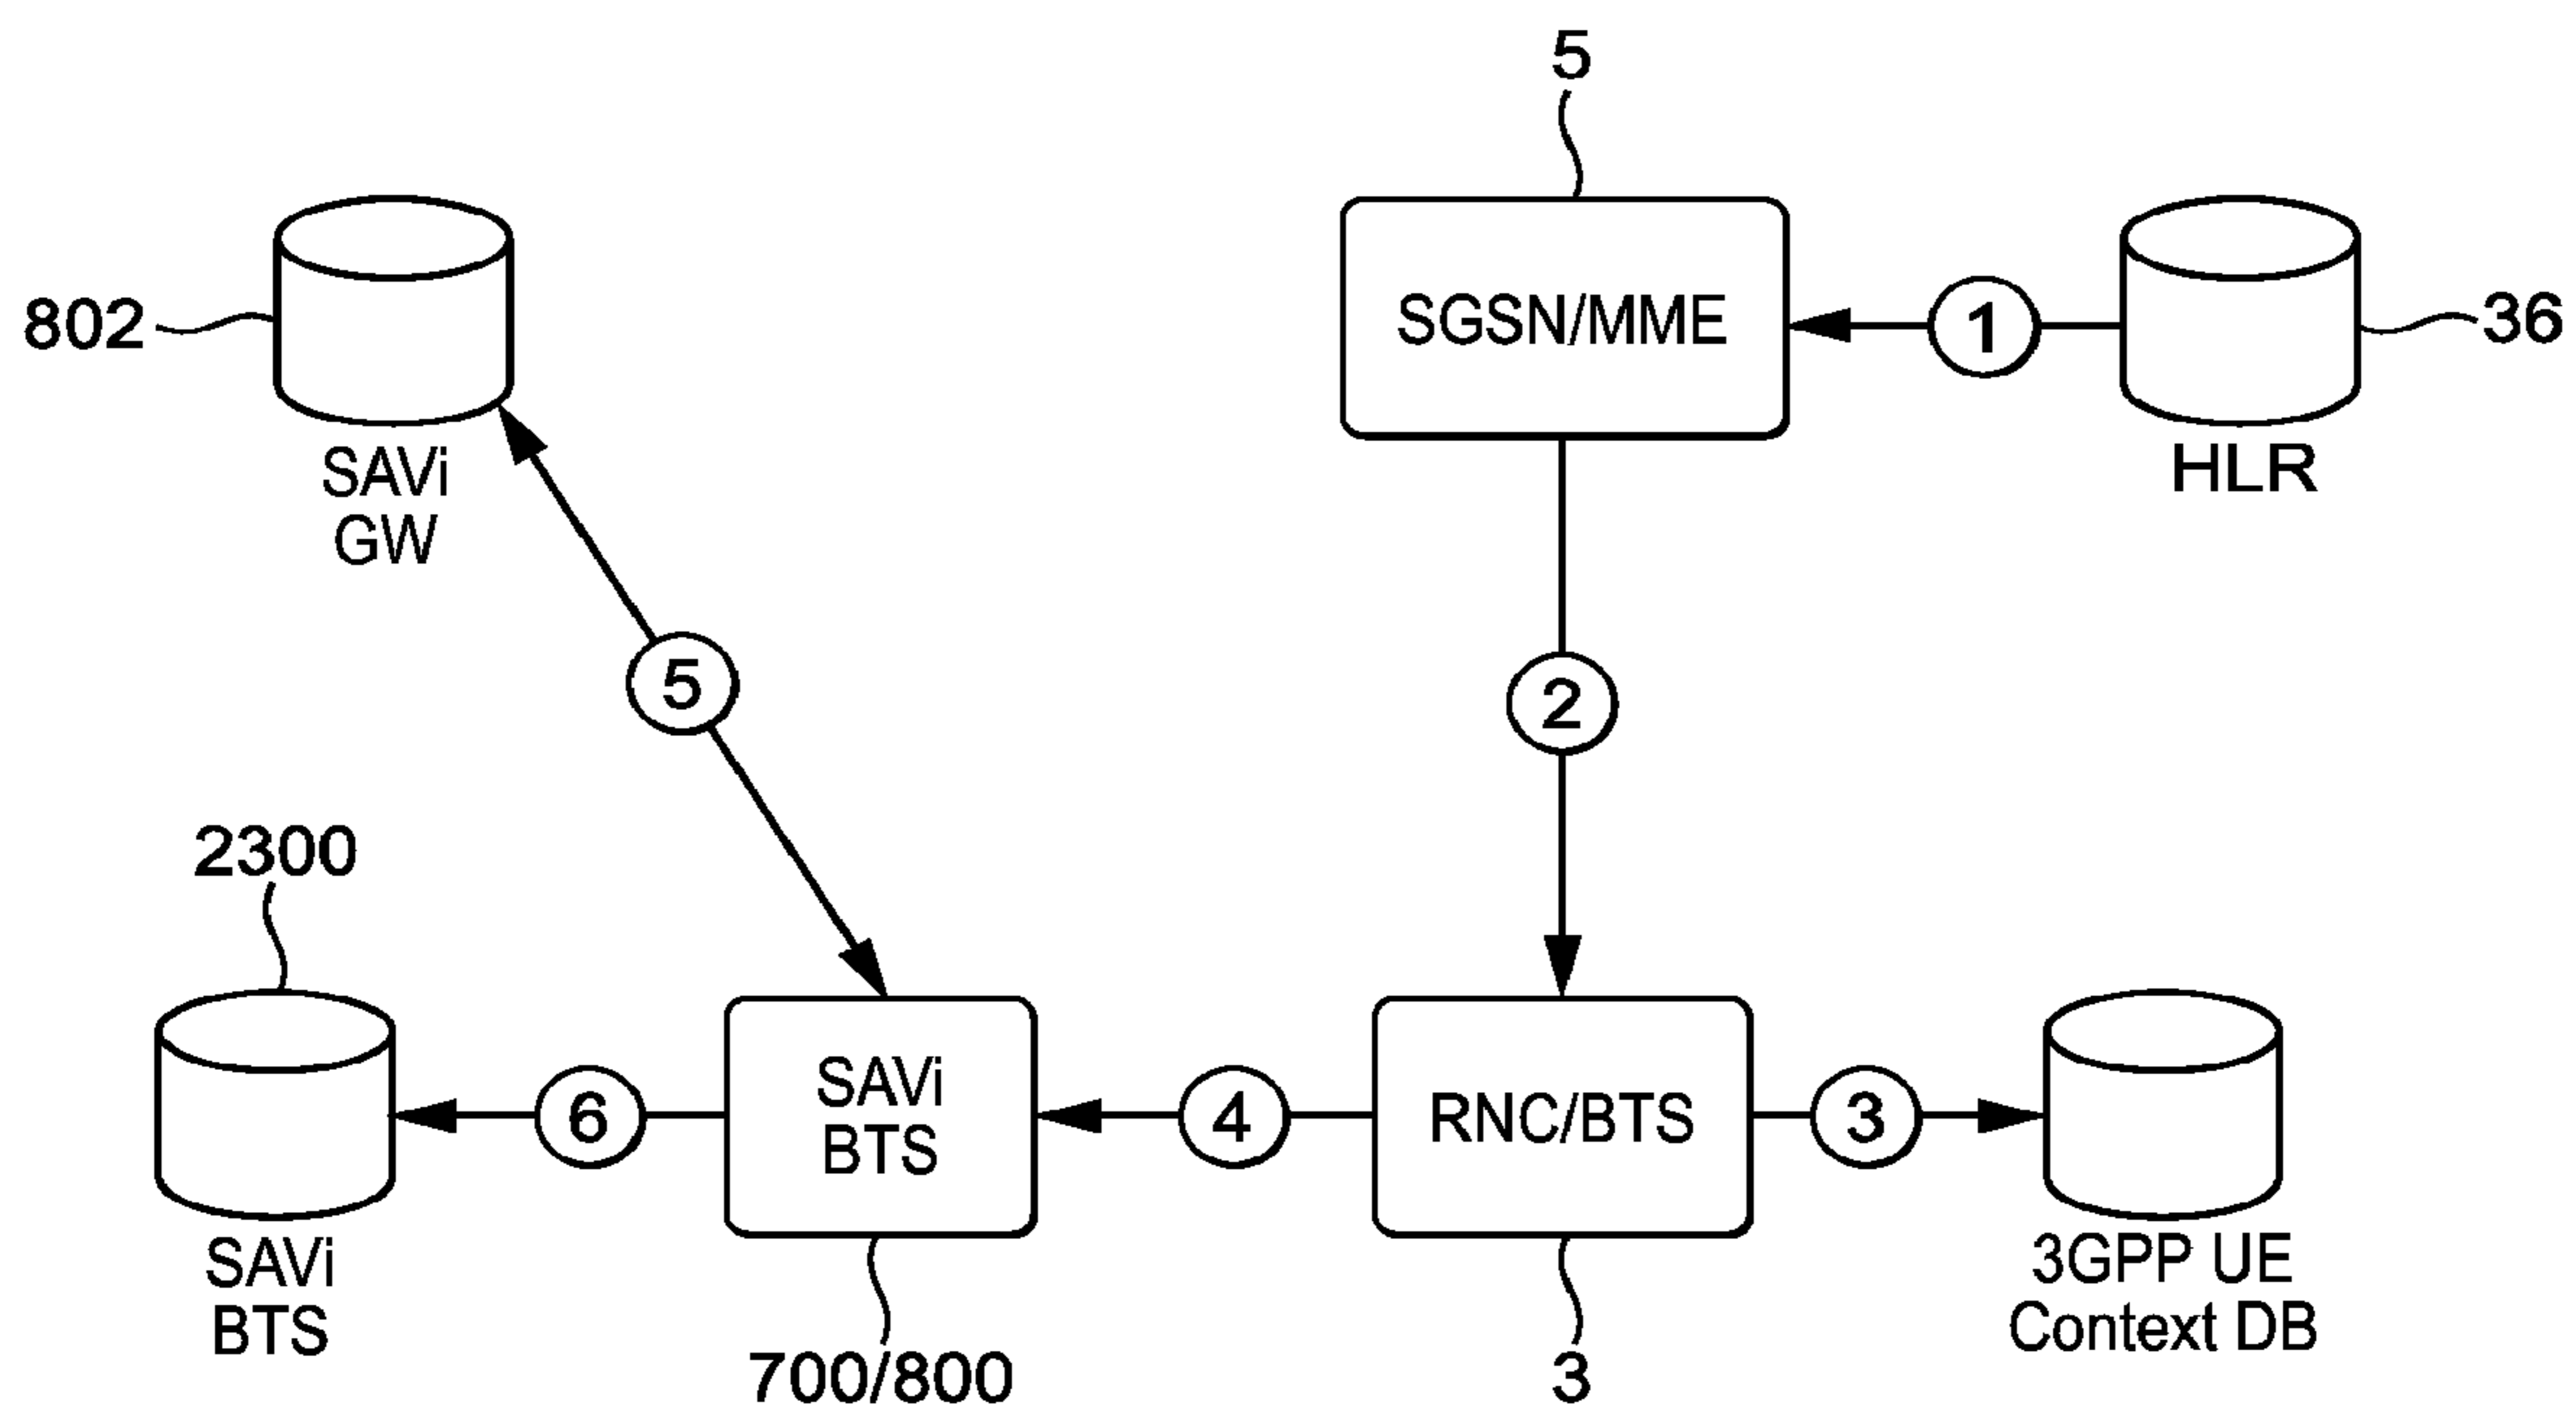 5
802
SGSN/MME
1
36
SAVi
GW
HLR
5
2
2300
SAVi
BTS
6
4
RNC/BTS
3
SAVi
BTS
700/800
3
3GPP UE
Context DB